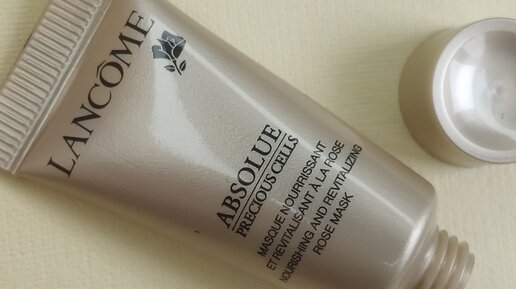 LANCÔME
ABSOLUE
PRECIOUS CELLS
MASQUE NOURRISSANT
ET REVITALISANT À LA ROSE
NOURISHING AND REVITALIZING
ROSE MASK